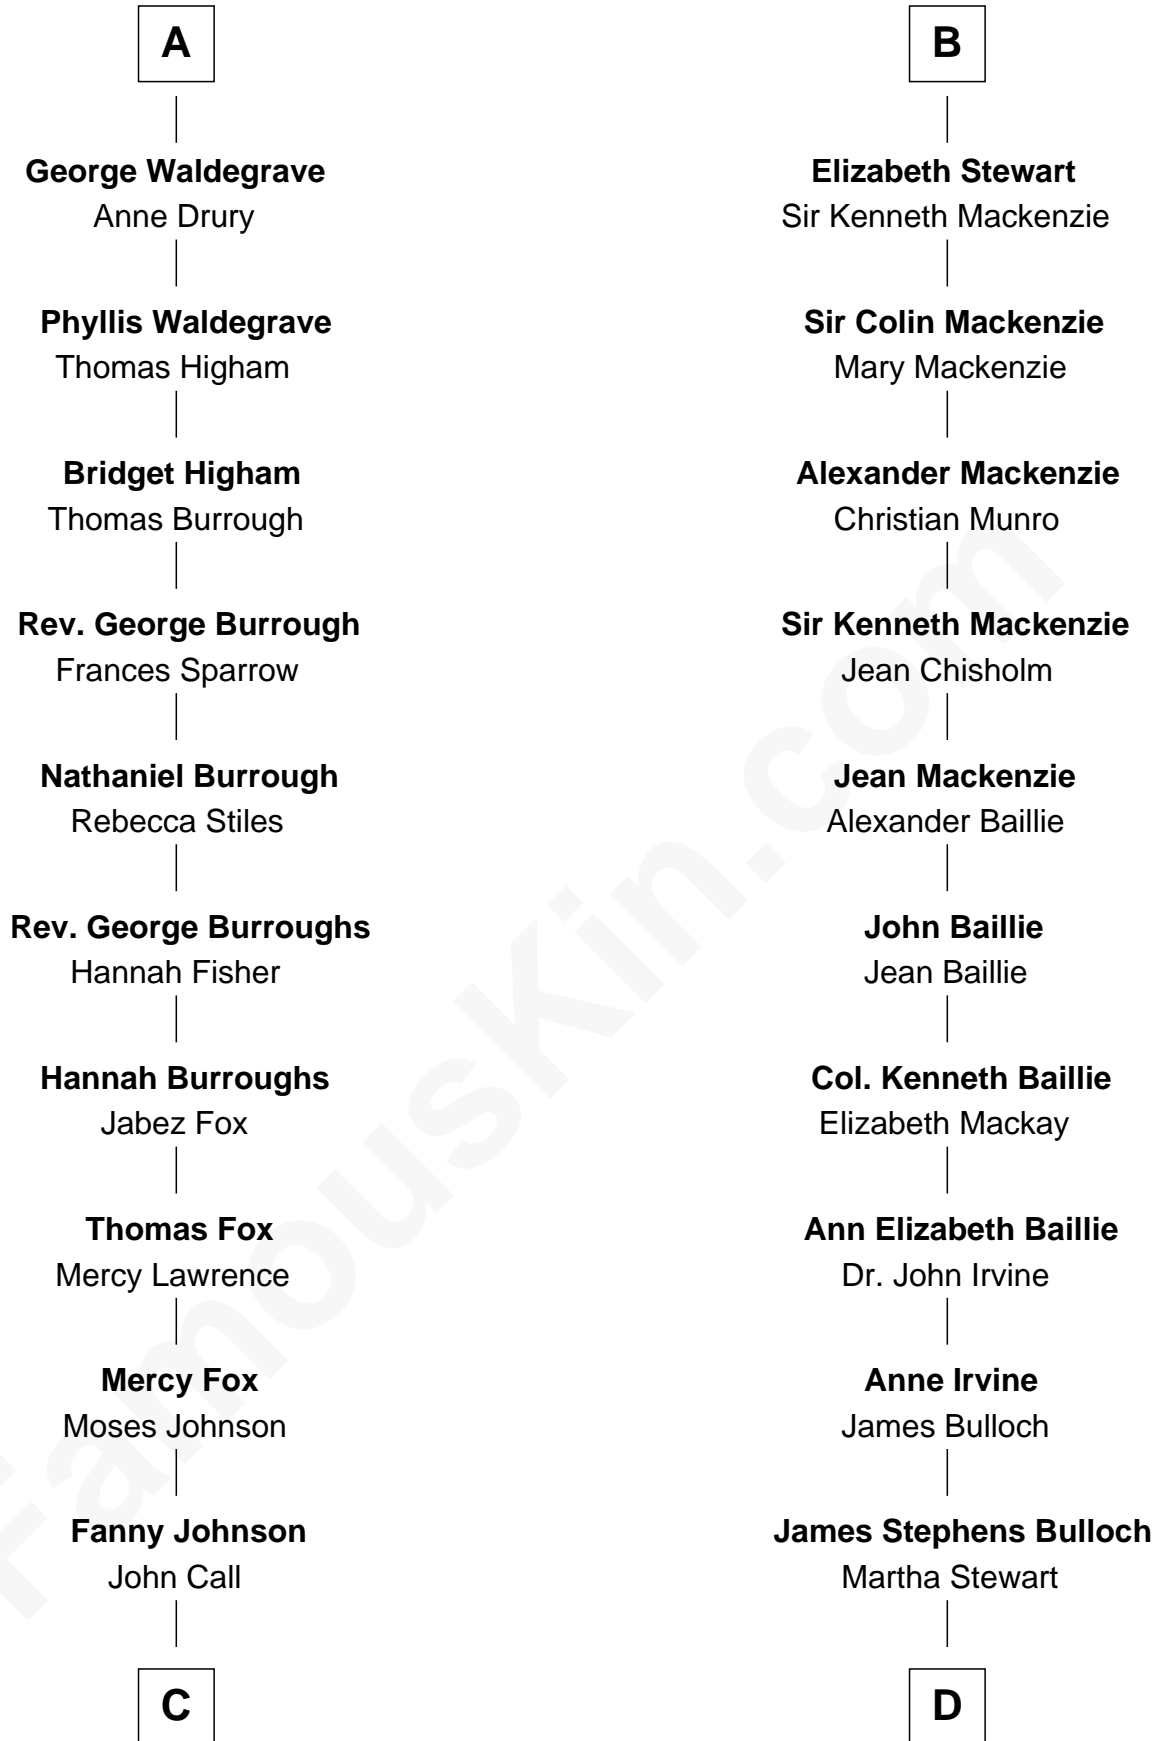 A
George Waldegrave
Anne Drury
Phyllis Waldegrave
Thomas Higham
Bridget Higham
Thomas Burrough
Rev. George Burrough
Frances Sparrow
Nathaniel Burrough
Rebecca Stiles
Rev. George Burroughs
Hannah Fisher
Hannah Burroughs
Jabez Fox
Thomas Fox
Mercy Lawrence
Mercy Fox
Moses Johnson
Fanny Johnson
John Call
C
B
Elizabeth Stewart
Sir Kenneth Mackenzie
Sir Colin Mackenzie
Mary Mackenzie
Alexander Mackenzie
Christian Munro
Sir Kenneth Mackenzie
Jean Chisholm
Jean Mackenzie
Alexander Baillie
John Baillie
Jean Baillie
Col. Kenneth Baillie
Elizabeth Mackay
Ann Elizabeth Baillie
Dr. John Irvine
Anne Irvine
James Bulloch
James Stephens Bulloch
Martha Stewart
D
FamousKin.com